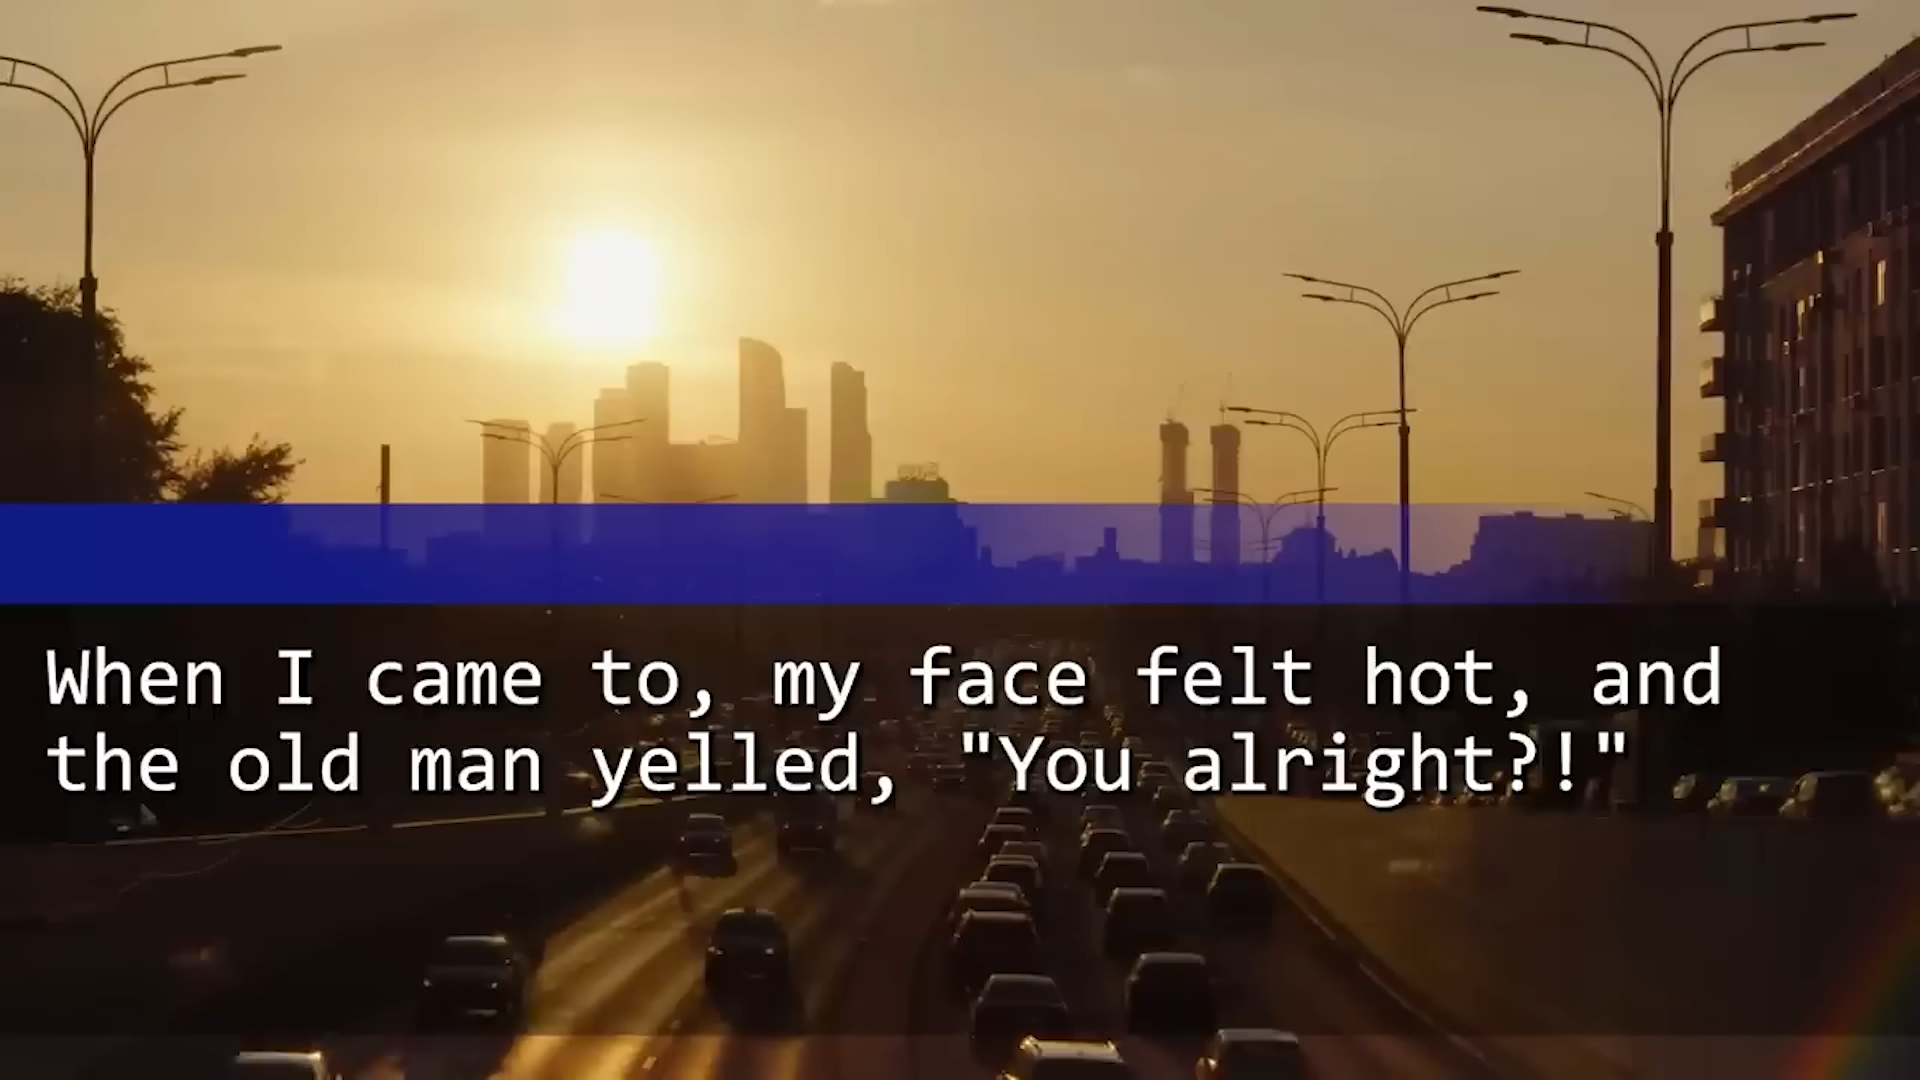 When I came to, my face felt hot, and
the old man yelled, "You alright?!"